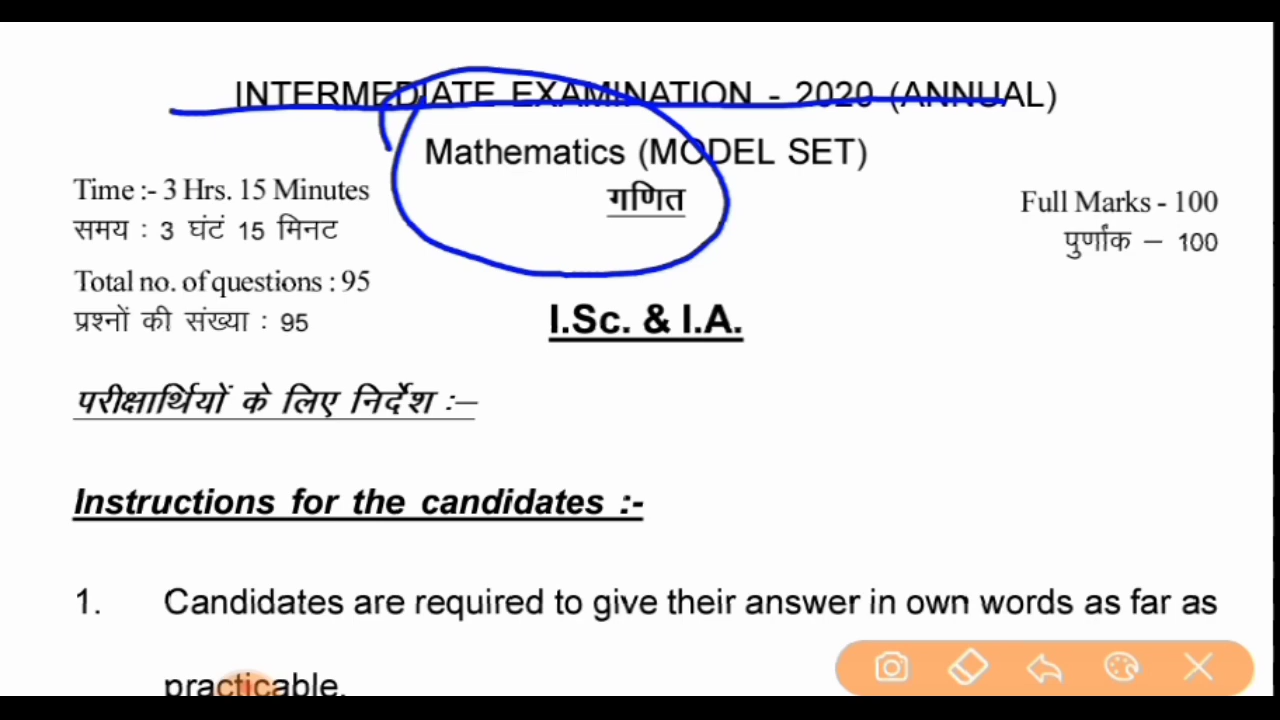 INTERMEDIATE EXAMINATION - 2020 (ANNUAL)
Mathematics (MODEL SET)
गणित
Time :- 3 Hrs. 15 Minutes
समय : 3 घंटं 15 मिनट
Full Marks - 100
पुर्णांक – 100
Total no. of questions : 95
प्रश्नों की संख्या : 95
I.Sc. & I.A.
परीक्षार्थियों के लिए निर्देश :–
Instructions for the candidates :-
1. Candidates are required to give their answer in own words as far as
practicable.